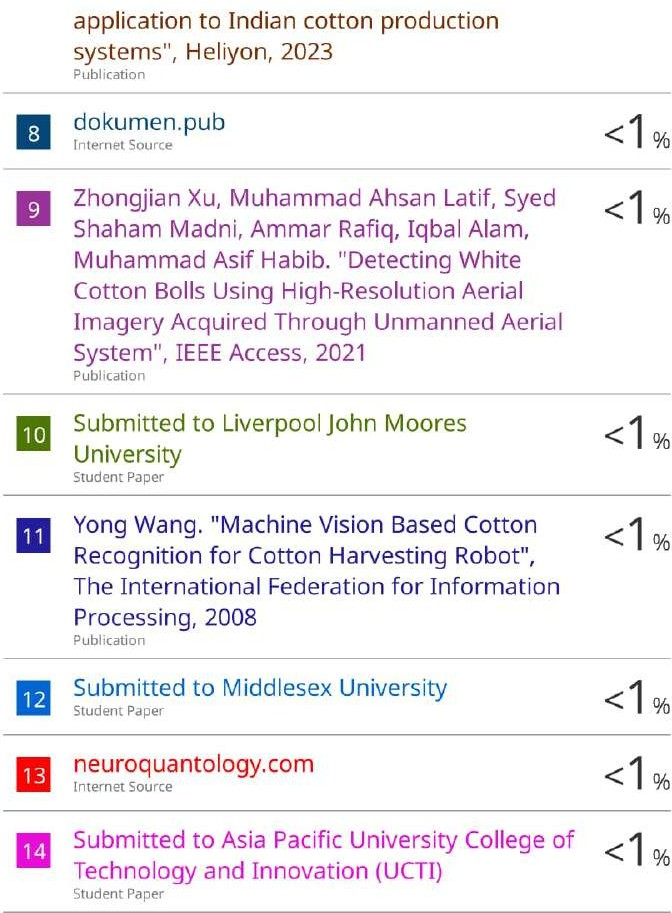 application to Indian cotton production
systems", Heliyon, 2023
Publication
8
dokumen.pub
Internet Source
<1%
9
Zhongjian Xu, Muhammad Ahsan Latif, Syed
Shaham Madni, Ammar Rafiq, Iqbal Alam,
Muhammad Asif Habib. "Detecting White
Cotton Bolls Using High-Resolution Aerial
Imagery Acquired Through Unmanned Aerial
System", IEEE Access, 2021
Publication
<1%
10
Submitted to Liverpool John Moores
University
Student Paper
<1%
11
Yong Wang. "Machine Vision Based Cotton
Recognition for Cotton Harvesting Robot",
The International Federation for Information
Processing, 2008
Publication
<1%
12
Submitted to Middlesex University
Student Paper
<1%
13
neuroquantology.com
Internet Source
<1%
14
Submitted to Asia Pacific University College of
Technology and Innovation (UCTI)
Student Paper
<1%